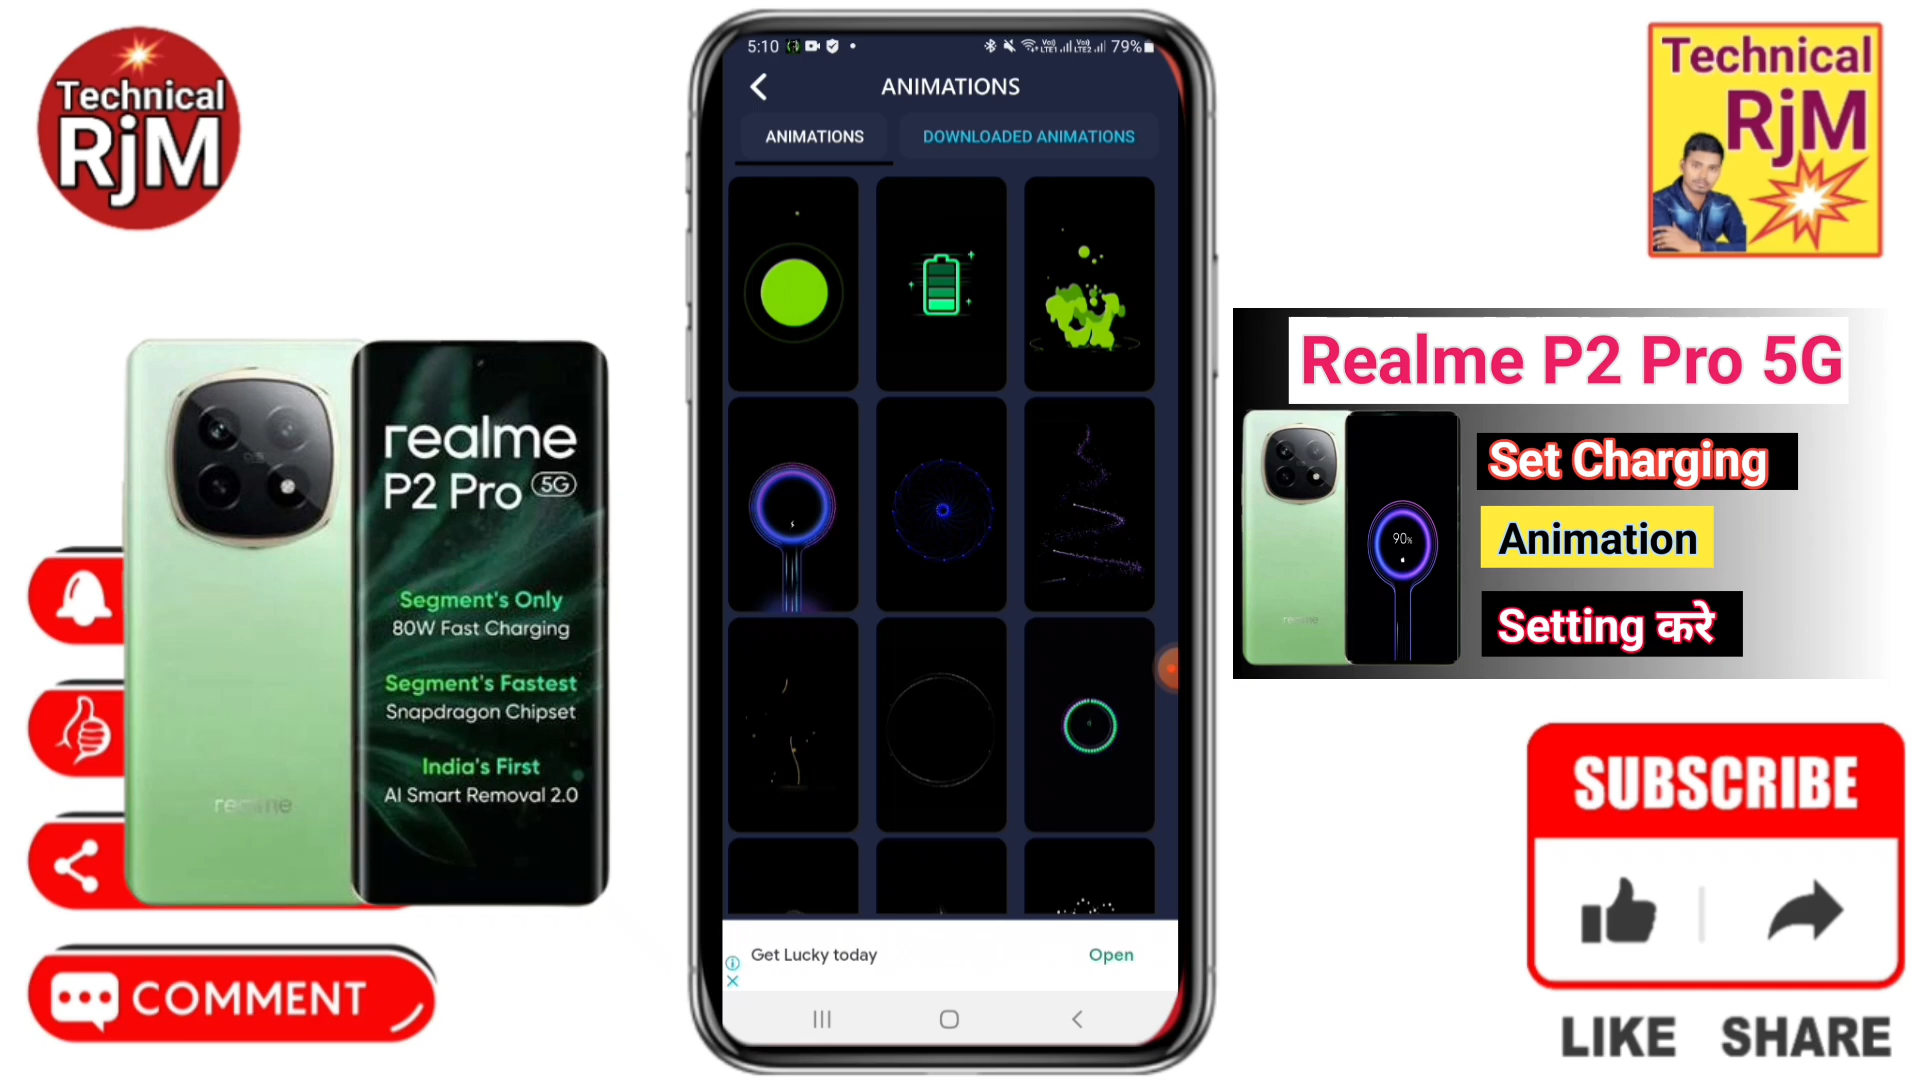 Technical
RjM
realme
P2 Pro 5G
Segment's Only
80W Fast Charging
Segment's Fastest
Snapdragon Chipset
India's First
AI Smart Removal 2.0
realme
COMMENT
5:10
79%
ANIMATIONS
ANIMATIONS
DOWNLOADED ANIMATIONS
Get Lucky today
Open
Technical
RjM
Realme P2 Pro 5G
Set Charging
Animation
Setting करे
90%
SUBSCRIBE
LIKE SHARE